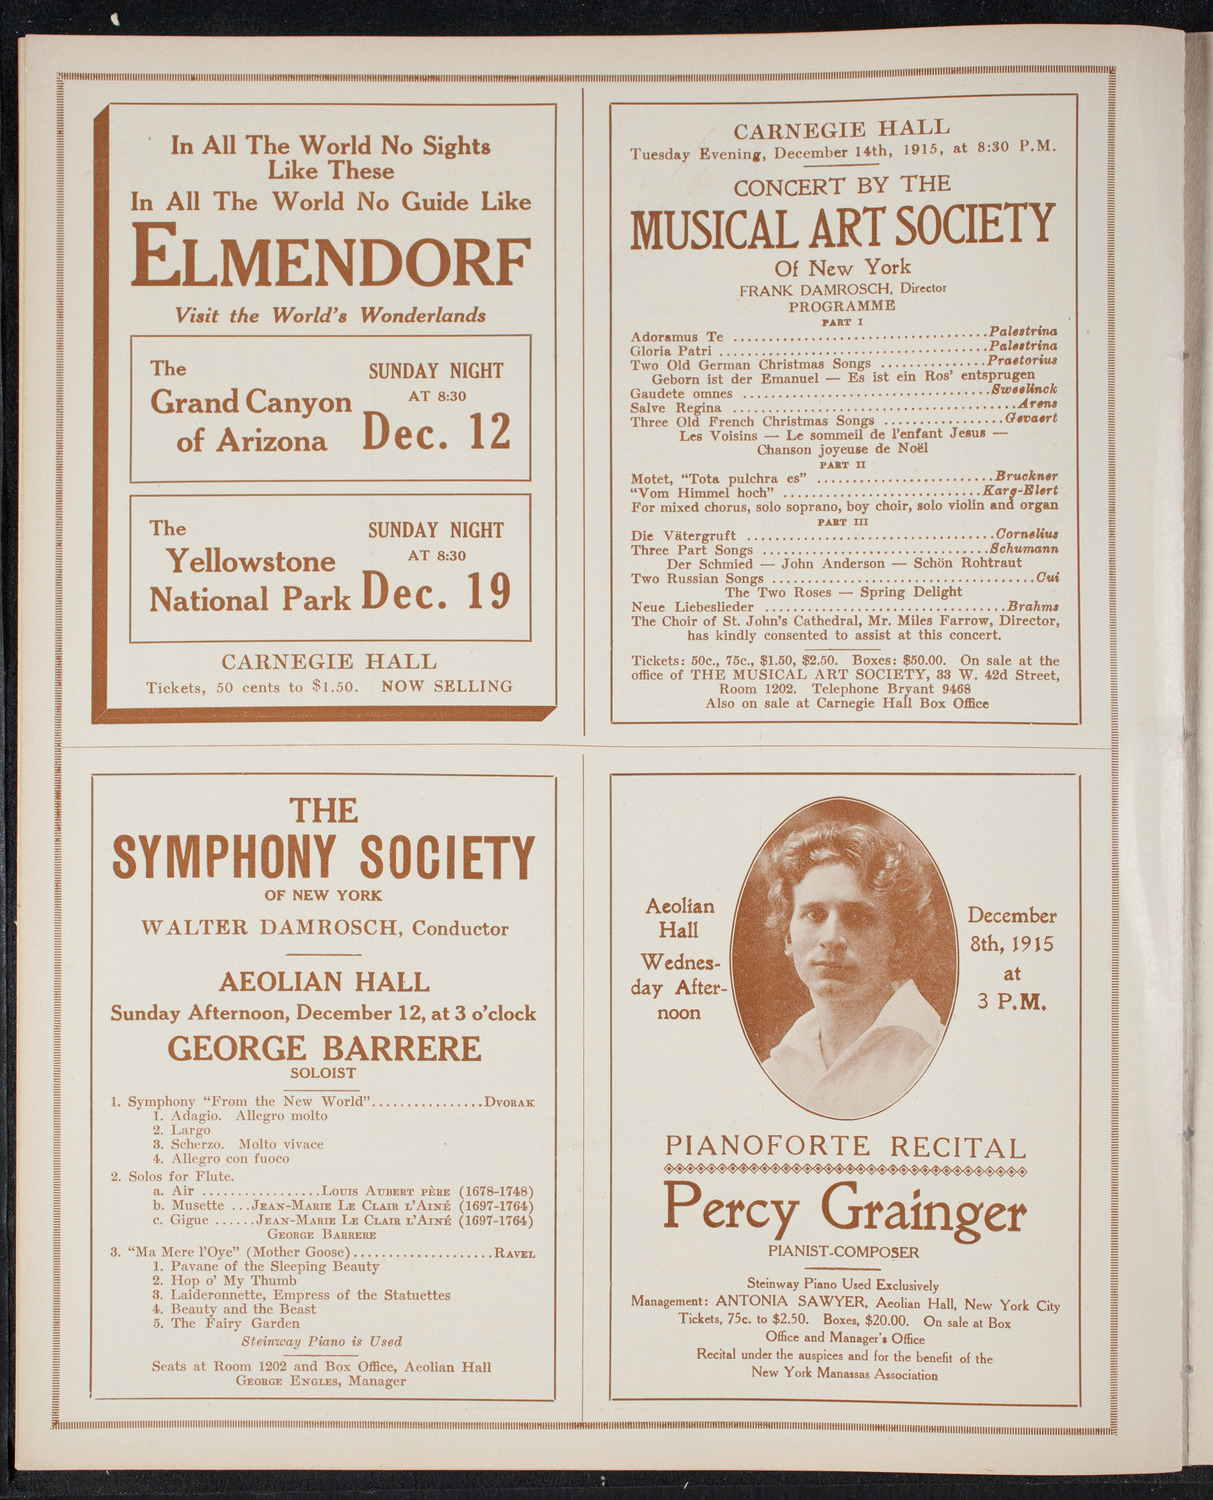 In All The World No Sights
Like These
In All The World No Guide Like
ELMENDORF
Visit the World's Wonderlands
The
Grand Canyon
of Arizona
SUNDAY NIGHT
AT 8:30
Dec. 12
The
Yellowstone
National Park
SUNDAY NIGHT
AT 8:30
Dec. 19
CARNEGIE HALL
Tickets, 50 cents to $1.50. NOW SELLING
CARNEGIE HALL
Tuesday Evening, December 14th, 1915, at 8:30 P.M.
CONCERT BY THE
MUSICAL ART SOCIETY
Of New York
FRANK DAMROSCH, Director
PROGRAMME
PART I
Adoramus Te ................................Palestrina
Gloria Patri ..................................Palestrina
Two Old German Christmas Songs ..............Praetorius
Geborn ist der Emanuel — Es ist ein Ros' entsprugen
Gaudete omnes ................................Sweelinck
Salve Regina ....................................Arens
Three Old French Christmas Songs ................Gevaert
Les Voisins — Le sommeil de l'enfant Jesus —
Chanson joyeuse de Noël
PART II
Motet, "Tota pulchra es" ........................Bruckner
"Vom Himmel hoch" ...........................Karg-Elert
For mixed chorus, solo soprano, boy choir, solo violin and organ
PART III
Die Vätergruft ..................................Cornelius
Three Part Songs ..............................Schumann
Der Schmied — John Anderson — Schön Rohtraut
Two Russian Songs ...................................Cui
The Two Roses — Spring Delight
Neue Liebeslieder ................................Brahms
The Choir of St. John's Cathedral, Mr. Miles Farrow, Director,
has kindly consented to assist at this concert.
Tickets: 50c., 75c., $1.50, $2.50. Boxes: $50.00. On sale at the
office of THE MUSICAL ART SOCIETY, 33 W. 42d Street,
Room 1202. Telephone Bryant 9468
Also on sale at Carnegie Hall Box Office
THE
SYMPHONY SOCIETY
OF NEW YORK
WALTER DAMROSCH, Conductor
AEOLIAN HALL
Sunday Afternoon, December 12, at 3 o'clock
GEORGE BARRERE
SOLOIST
1. Symphony "From the New World"................DVORAK
1. Adagio. Allegro molto
2. Largo
3. Scherzo. Molto vivace
4. Allegro con fuoco
2. Solos for Flute.
a. Air .................LOUIS AUBERT PÈRE (1678-1748)
b. Musette ...JEAN-MARIE LE CLAIR L'AINÉ (1697-1764)
c. Gigue ......JEAN-MARIE LE CLAIR L'AINÉ (1697-1764)
GEORGE BARRERE
3. "Ma Mere l'Oye" (Mother Goose)....................RAVEL
1. Pavane of the Sleeping Beauty
2. Hop o' My Thumb
3. Laideronnette, Empress of the Statuettes
4. Beauty and the Beast
5. The Fairy Garden
Steinway Piano is Used
Seats at Room 1202 and Box Office, Aeolian Hall
GEORGE ENGLES, Manager
Aeolian
Hall
Wednes-
day After-
noon
December
8th, 1915
at
3 P.M.
PIANOFORTE RECITAL
Percy Grainger
PIANIST-COMPOSER
Steinway Piano Used Exclusively
Management: ANTONIA SAWYER, Aeolian Hall, New York City
Tickets, 75c. to $2.50. Boxes, $20.00. On sale at Box
Office and Manager's Office
Recital under the auspices and for the benefit of the
New York Manassas Association